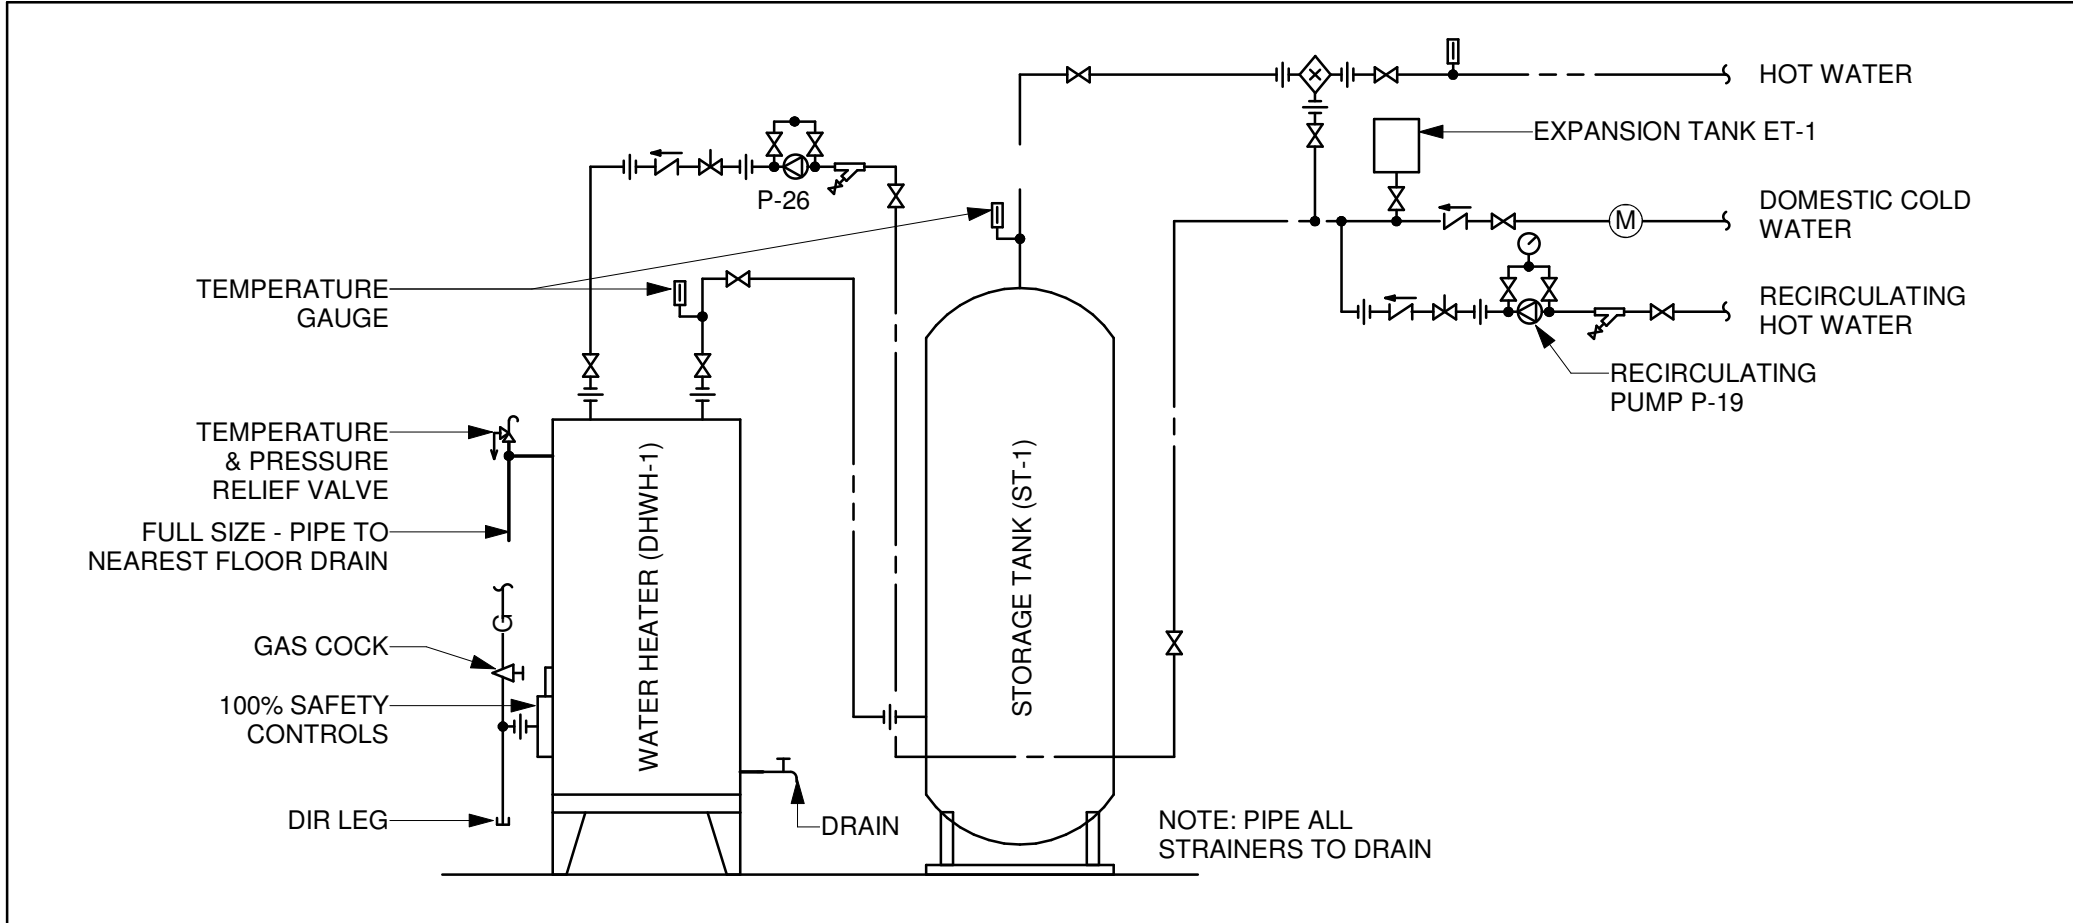 HOT WATER
EXPANSION TANK ET-1
P-26
DOMESTIC COLD
WATER
M
TEMPERATURE
GAUGE
RECIRCULATING
HOT WATER
RECIRCULATING
PUMP P-19
TEMPERATURE
& PRESSURE
RELIEF VALVE
FULL SIZE - PIPE TO
NEAREST FLOOR DRAIN
WATER HEATER (DHWH-1)
STORAGE TANK (ST-1)
G
GAS COCK
100% SAFETY
CONTROLS
DIR LEG
DRAIN
NOTE: PIPE ALL
STRAINERS TO DRAIN